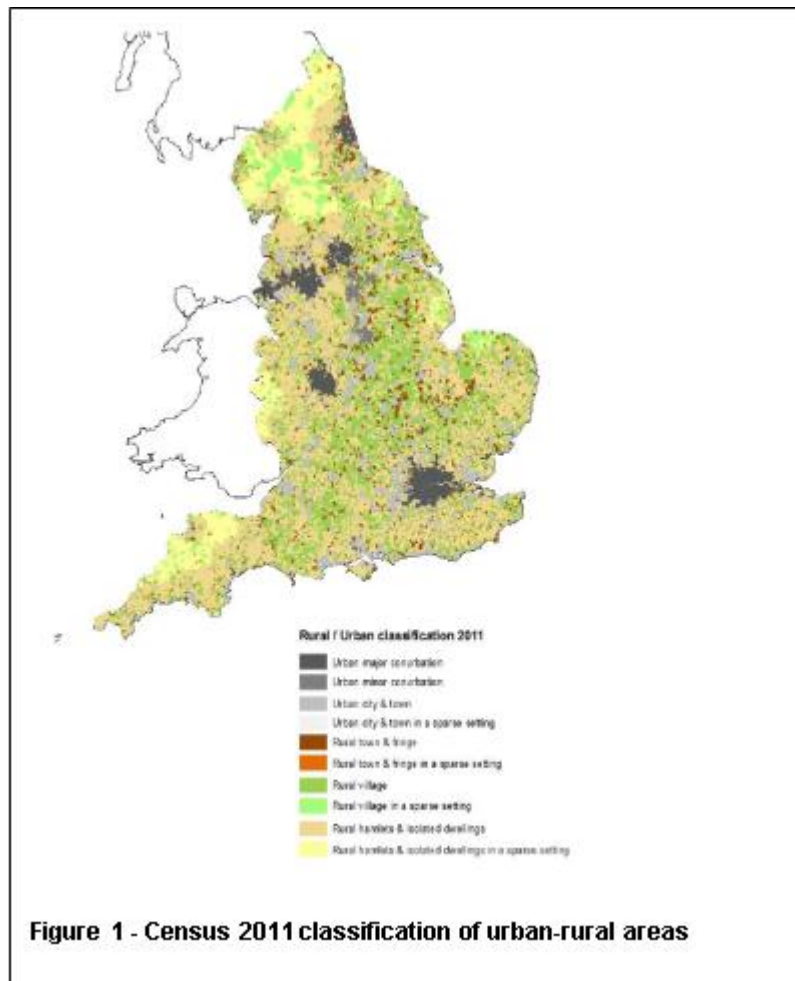 Rural / Urban classification 2011
Urban major conurbation
Urban minor conurbation
Urban city & town
Urban city & town in a sparse setting
Rural town & fringe
Rural town & fringe in a sparse setting
Rural village
Rural village in a sparse setting
Rural hamlets & isolated dwellings
Rural hamlets & isolated dwellings in a sparse setting
Figure 1 - Census 2011 classification of urban-rural areas